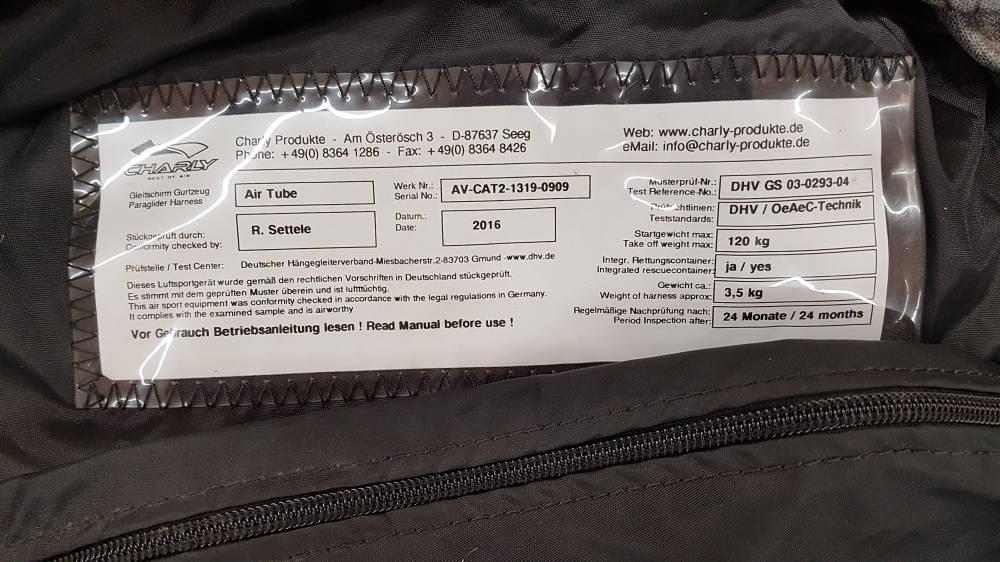 CHARLY
BEST OF AIR
Charly Produkte - Am Österösch 3 - D-87637 Seeg
Phone: +49(0) 8364 1286 - Fax: +49(0) 8364 8426
Web: www.charly-produkte.de
eMail: info@charly-produkte.de
Gleitschirm Gurtzeug
Paraglider Harness
Air Tube
Werk Nr.:
Serial No.:
AV-CAT2-1319-0909
Musterprüf-Nr.:
Test Reference-No.:
DHV GS 03-0293-04
Stückgeprüft durch:
Conformity checked by:
R. Settele
Datum.:
Date:
2016
Prüfrichtlinien:
Teststandards:
DHV / OeAeC-Technik
Startgewicht max:
Take off weight max:
120 kg
Prüfstelle / Test Center: Deutscher Hängegleiterverband-Miesbacherstr.2-83703 Gmund -www.dhv.de
Integr. Rettungscontainer:
Integrated rescuecontainer:
ja / yes
Dieses Luftsportgerät wurde gemäß den rechtlichen Vorschriften in Deutschland stückgeprüft.
Es stimmt mit dem geprüften Muster überein und ist lufttüchtig.
This air sport equipment was conformity checked in accordance with the legal regulations in Germany.
It complies with the examined sample and is airworthy
Gewicht ca.:
Weight of harness approx:
3,5 kg
Vor Gebrauch Betriebsanleitung lesen ! Read Manual before use !
Regelmäßige Nachprüfung nach:
Period Inspection after:
24 Monate / 24 months